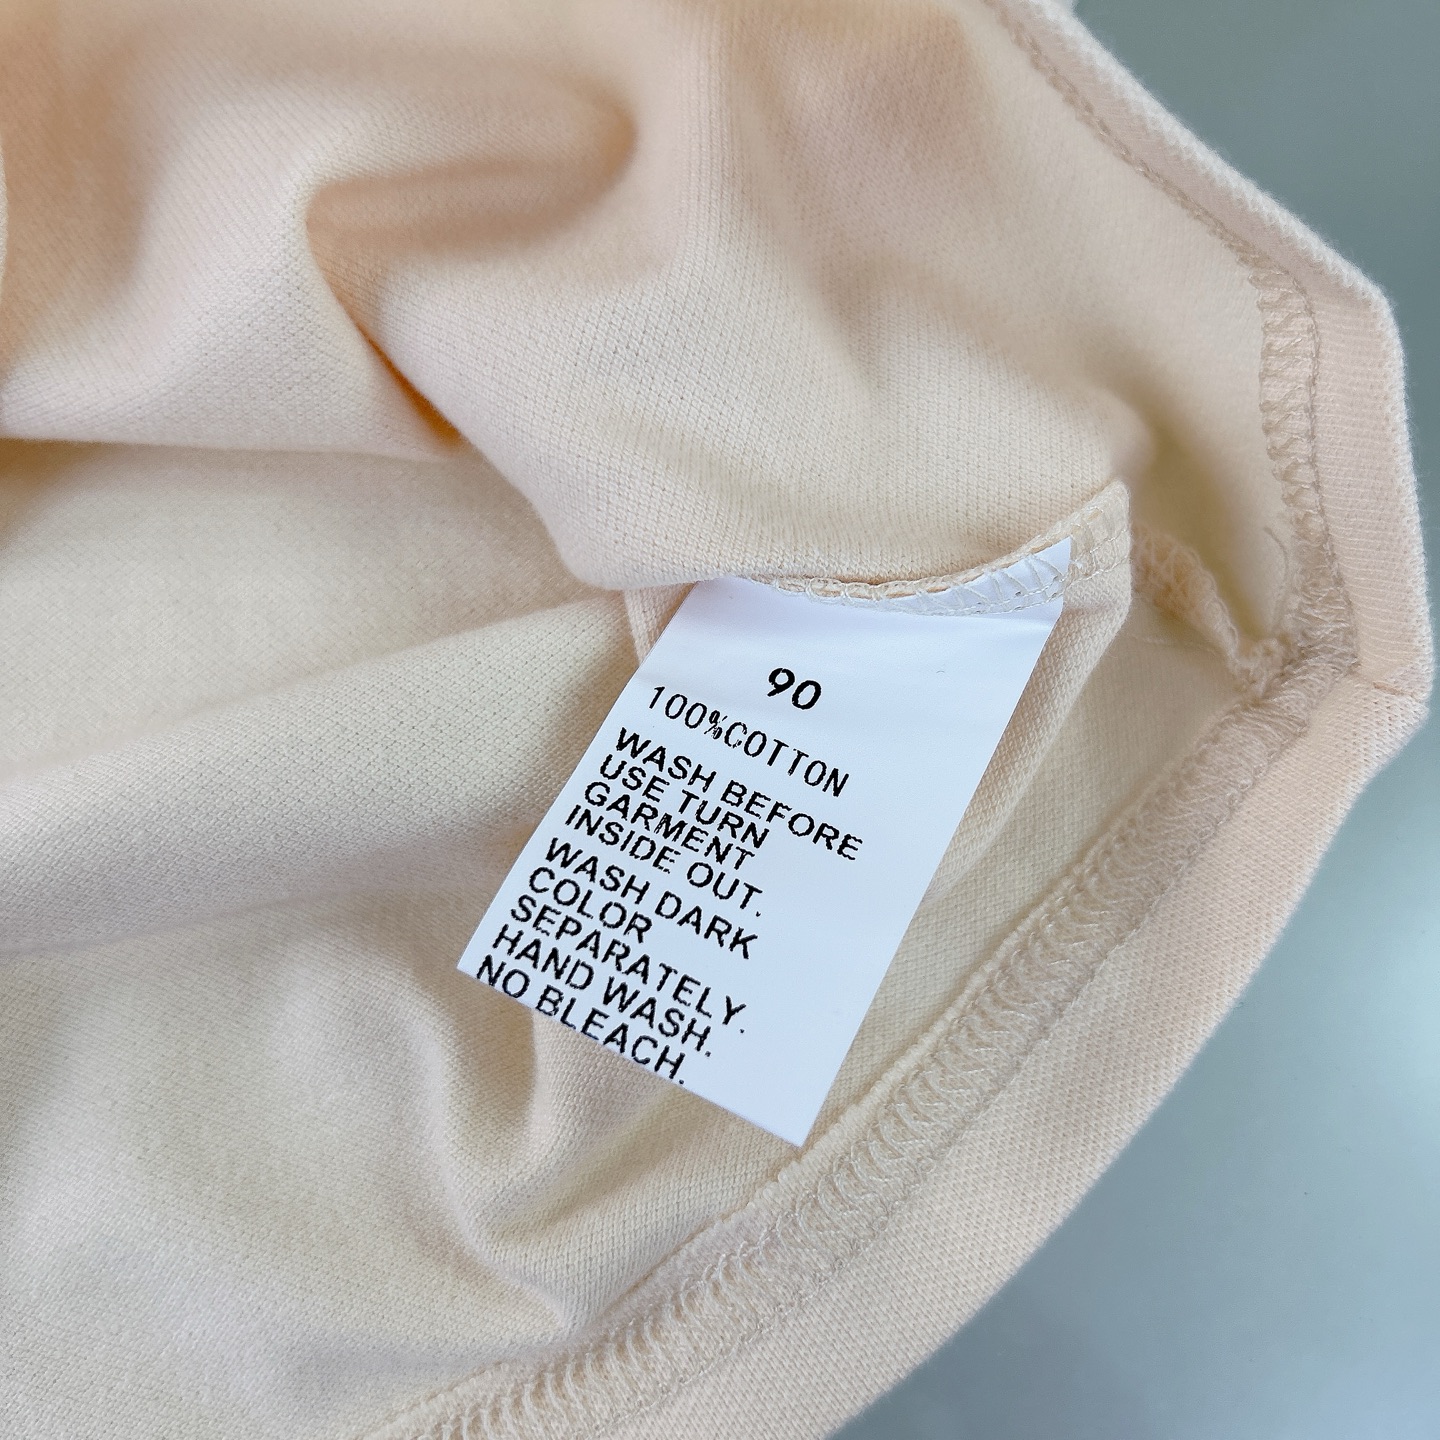 90
100%COTTON
WASH BEFORE
USE TURN
GARMENT
INSIDE OUT.
WASH DARK
COLOR
SEPARATELY.
HAND WASH.
NO BLEACH.